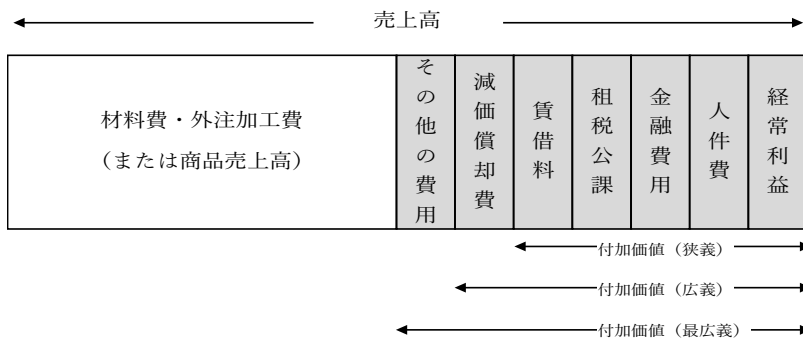 売上高
材料費・外注加工費
（または商品売上高）
その他の費用
減価償却費
賃借料
租税公課
金融費用
人件費
経常利益
付加価値（狭義）
付加価値（広義）
付加価値（最広義）